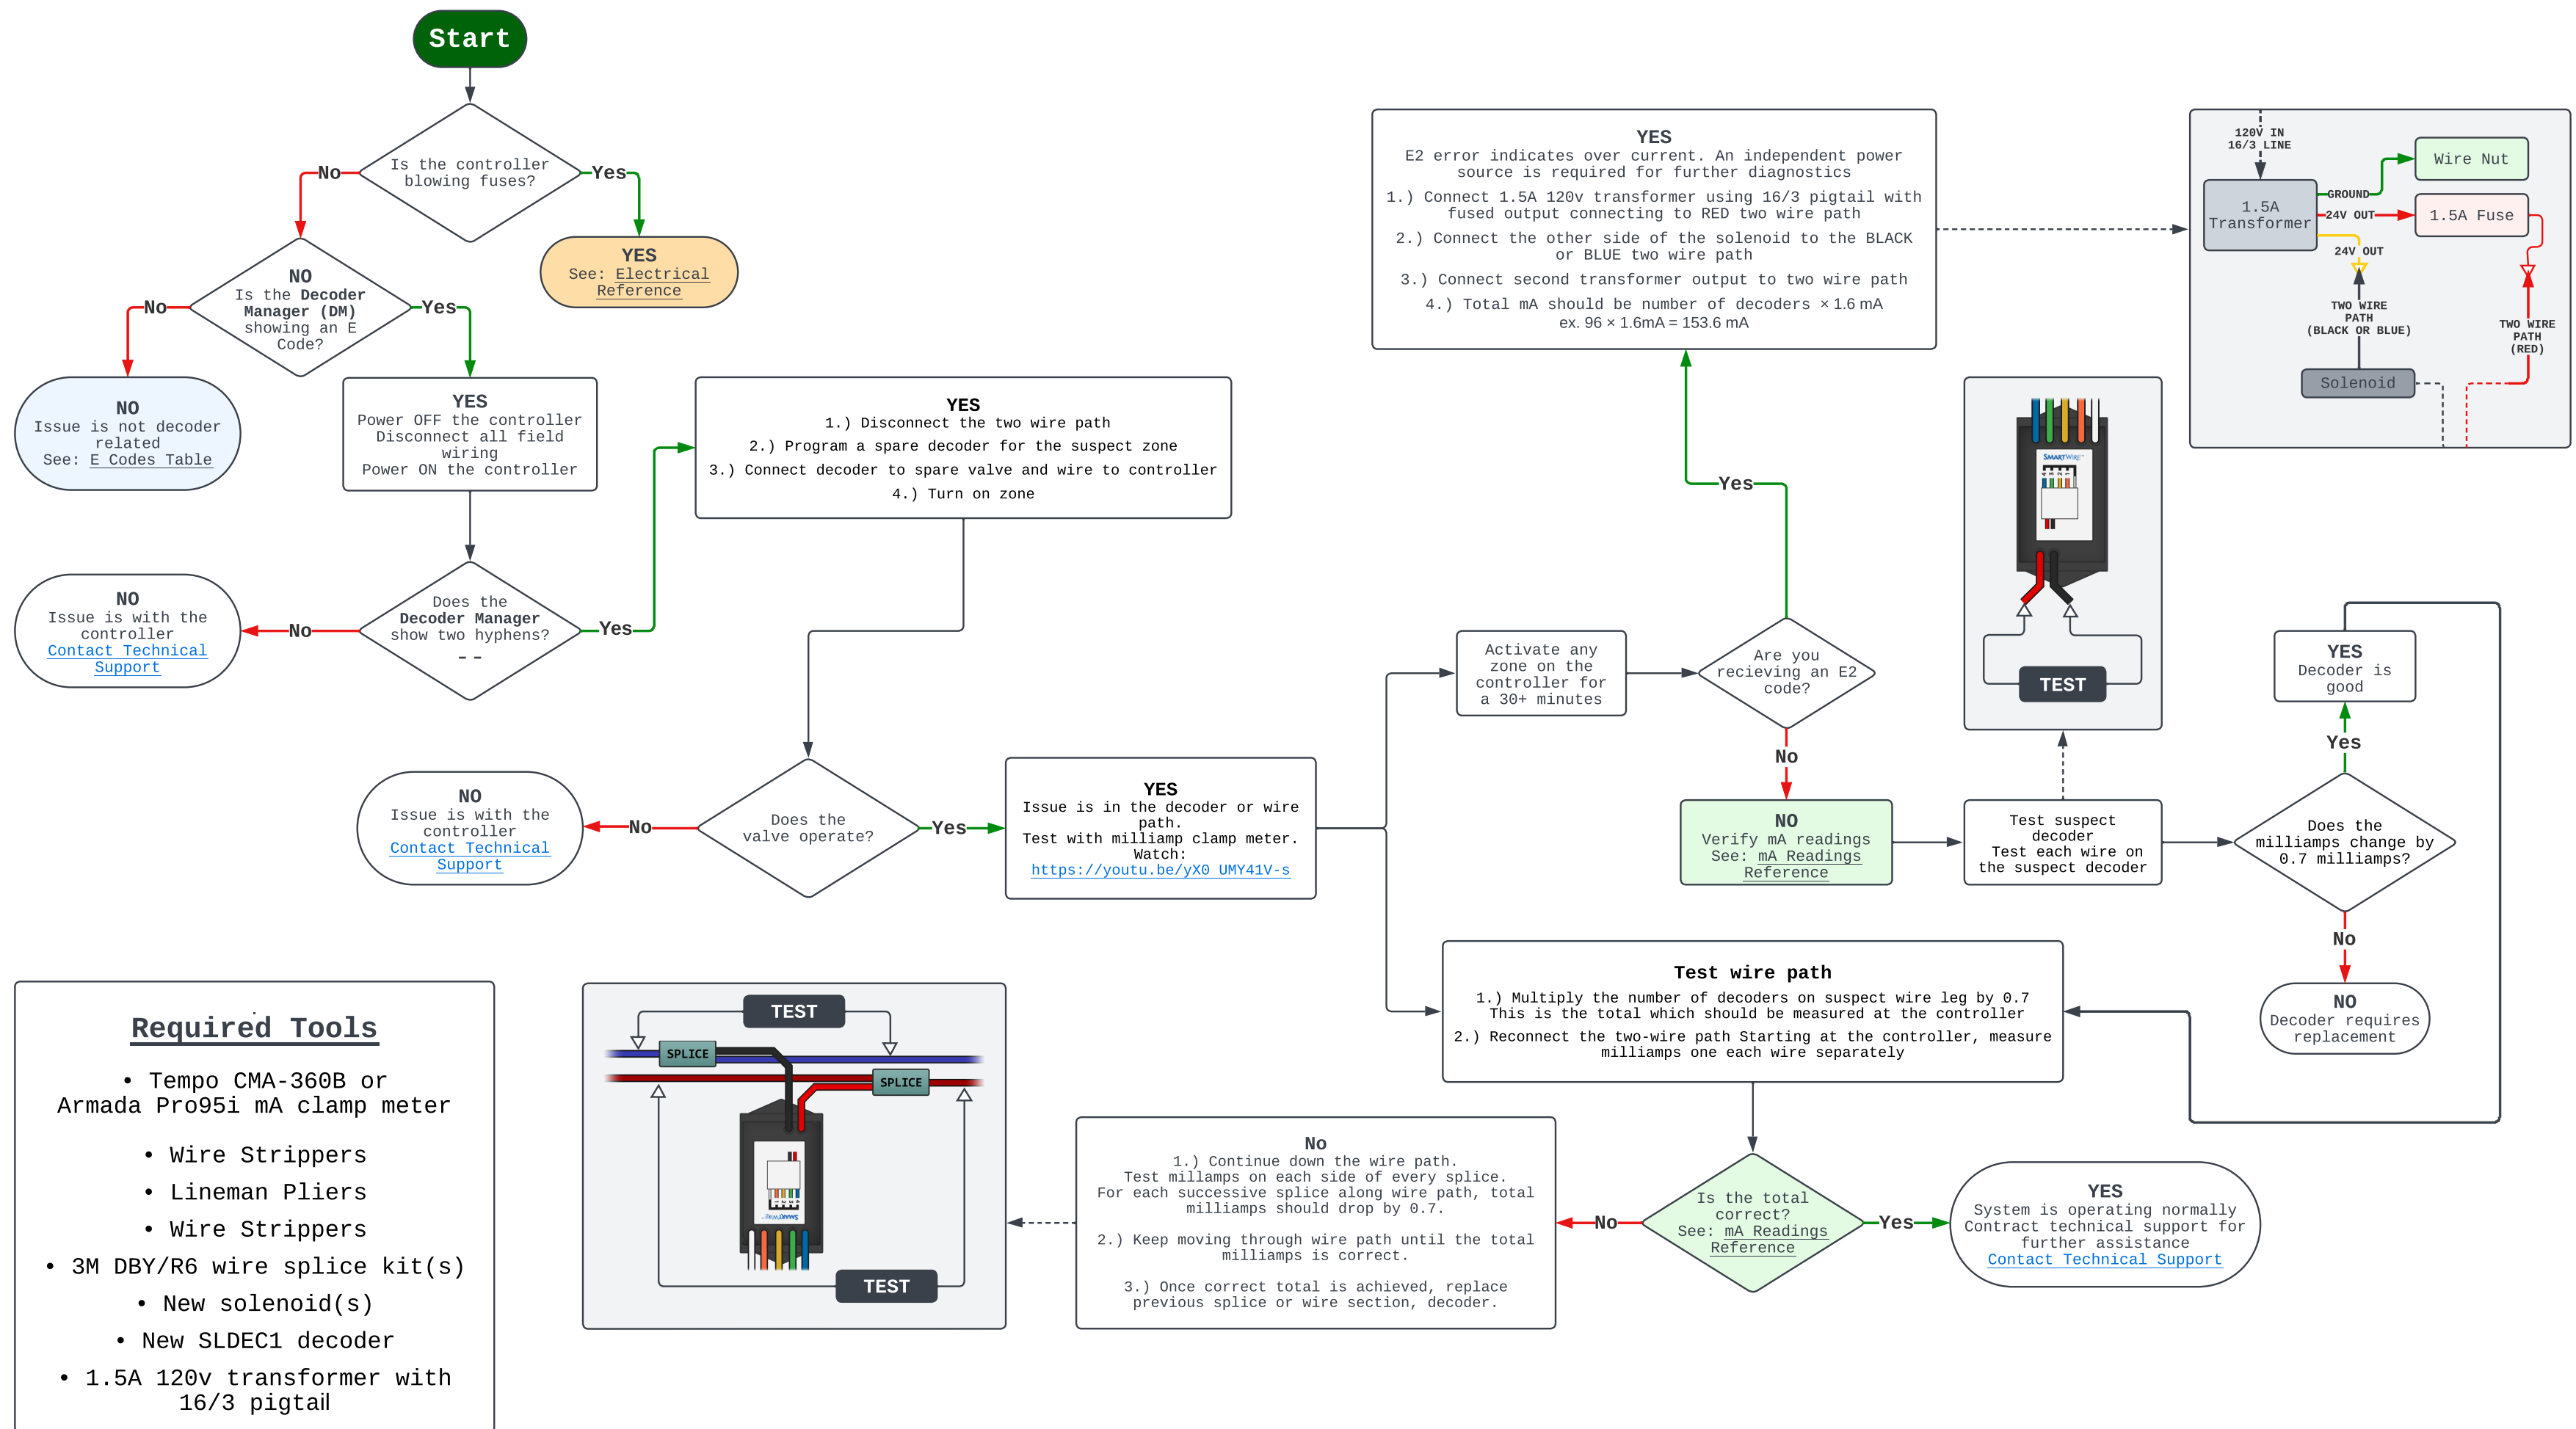 Start
Is the controller
blowing fuses?
No
Yes
YES
See: Electrical
Reference
NO
Is the Decoder
Manager (DM)
showing an E
Code?
No
Yes
NO
Issue is not decoder
related
See: E Codes Table
YES
Power OFF the controller
Disconnect all field
wiring
Power ON the controller
Does the
Decoder Manager
show two hyphens?
- -
No
Yes
NO
Issue is with the
controller
Contact Technical
Support
YES
1.) Disconnect the two wire path
2.) Program a spare decoder for the suspect zone
3.) Connect decoder to spare valve and wire to controller
4.) Turn on zone
Does the
valve operate?
No
Yes
NO
Issue is with the
controller
Contact Technical
Support
YES
Issue is in the decoder or wire
path.
Test with milliamp clamp meter.
Watch:
https://youtu.be/yX0 UMY41V-s
Activate any
zone on the
controller for
a 30+ minutes
Are you
recieving an E2
code?
Yes
No
YES
E2 error indicates over current. An independent power
source is required for further diagnostics
1.) Connect 1.5A 120v transformer using 16/3 pigtail with
fused output connecting to RED two wire path
2.) Connect the other side of the solenoid to the BLACK
or BLUE two wire path
3.) Connect second transformer output to two wire path
4.) Total mA should be number of decoders × 1.6 mA
ex. 96 × 1.6mA = 153.6 mA
120V IN
16/3 LINE
1.5A
Transformer
GROUND
Wire Nut
24V OUT
1.5A Fuse
24V OUT
TWO WIRE
PATH
(BLACK OR BLUE)
TWO WIRE
PATH
(RED)
Solenoid
NO
Verify mA readings
See: mA Readings
Reference
Test suspect
decoder
Test each wire on
the suspect decoder
SMARTWIRE™
TEST
Does the
milliamps change by
0.7 milliamps?
Yes
No
YES
Decoder is
good
NO
Decoder requires
replacement
Test wire path
1.) Multiply the number of decoders on suspect wire leg by 0.7
This is the total which should be measured at the controller
2.) Reconnect the two-wire path Starting at the controller, measure
milliamps one each wire separately
Is the total
correct?
See: mA Readings
Reference
No
Yes
YES
System is operating normally
Contract technical support for
further assistance
Contact Technical Support
No
1.) Continue down the wire path.
Test millamps on each side of every splice.
For each successive splice along wire path, total
milliamps should drop by 0.7.
2.) Keep moving through wire path until the total
milliamps is correct.
3.) Once correct total is achieved, replace
previous splice or wire section, decoder.
TEST
SPLICE
SPLICE
SMARTWIRE™
TEST
Required Tools
• Tempo CMA-360B or
Armada Pro95i mA clamp meter
• Wire Strippers
• Lineman Pliers
• Wire Strippers
• 3M DBY/R6 wire splice kit(s)
• New solenoid(s)
• New SLDEC1 decoder
• 1.5A 120v transformer with
16/3 pigtail